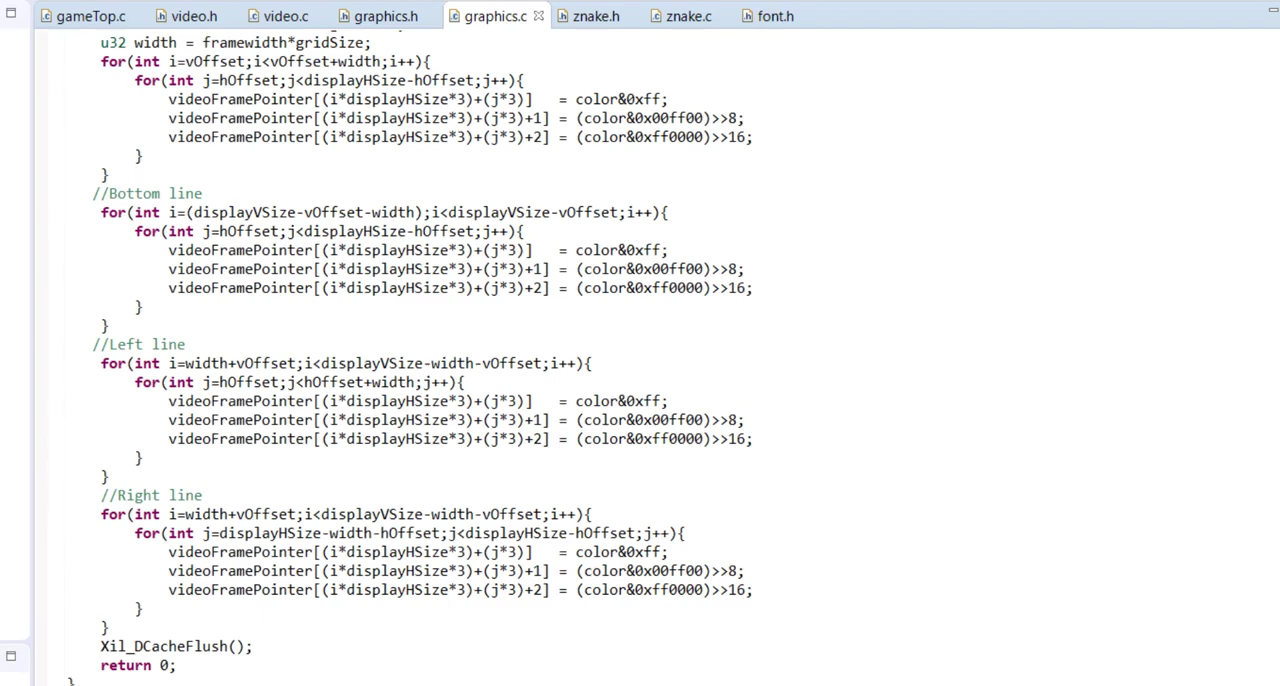 gameTop.c video.h video.c graphics.h graphics.c znake.h znake.c font.h
u32 width = framewidth*gridSize;
for(int i=vOffset;i<vOffset+width;i++){
for(int j=hOffset;j<displayHSize-hOffset;j++){
videoFramePointer[(i*displayHSize*3)+(j*3)]   = color&0xff;
videoFramePointer[(i*displayHSize*3)+(j*3)+1] = (color&0x00ff00)>>8;
videoFramePointer[(i*displayHSize*3)+(j*3)+2] = (color&0xff0000)>>16;
}
}
//Bottom line
for(int i=(displayVSize-vOffset-width);i<displayVSize-vOffset;i++){
for(int j=hOffset;j<displayHSize-hOffset;j++){
videoFramePointer[(i*displayHSize*3)+(j*3)]   = color&0xff;
videoFramePointer[(i*displayHSize*3)+(j*3)+1] = (color&0x00ff00)>>8;
videoFramePointer[(i*displayHSize*3)+(j*3)+2] = (color&0xff0000)>>16;
}
}
//Left line
for(int i=width+vOffset;i<displayVSize-width-vOffset;i++){
for(int j=hOffset;j<hOffset+width;j++){
videoFramePointer[(i*displayHSize*3)+(j*3)]   = color&0xff;
videoFramePointer[(i*displayHSize*3)+(j*3)+1] = (color&0x00ff00)>>8;
videoFramePointer[(i*displayHSize*3)+(j*3)+2] = (color&0xff0000)>>16;
}
}
//Right line
for(int i=width+vOffset;i<displayVSize-width-vOffset;i++){
for(int j=displayHSize-width-hOffset;j<displayHSize-hOffset;j++){
videoFramePointer[(i*displayHSize*3)+(j*3)]   = color&0xff;
videoFramePointer[(i*displayHSize*3)+(j*3)+1] = (color&0x00ff00)>>8;
videoFramePointer[(i*displayHSize*3)+(j*3)+2] = (color&0xff0000)>>16;
}
}
Xil_DCacheFlush();
return 0;
}